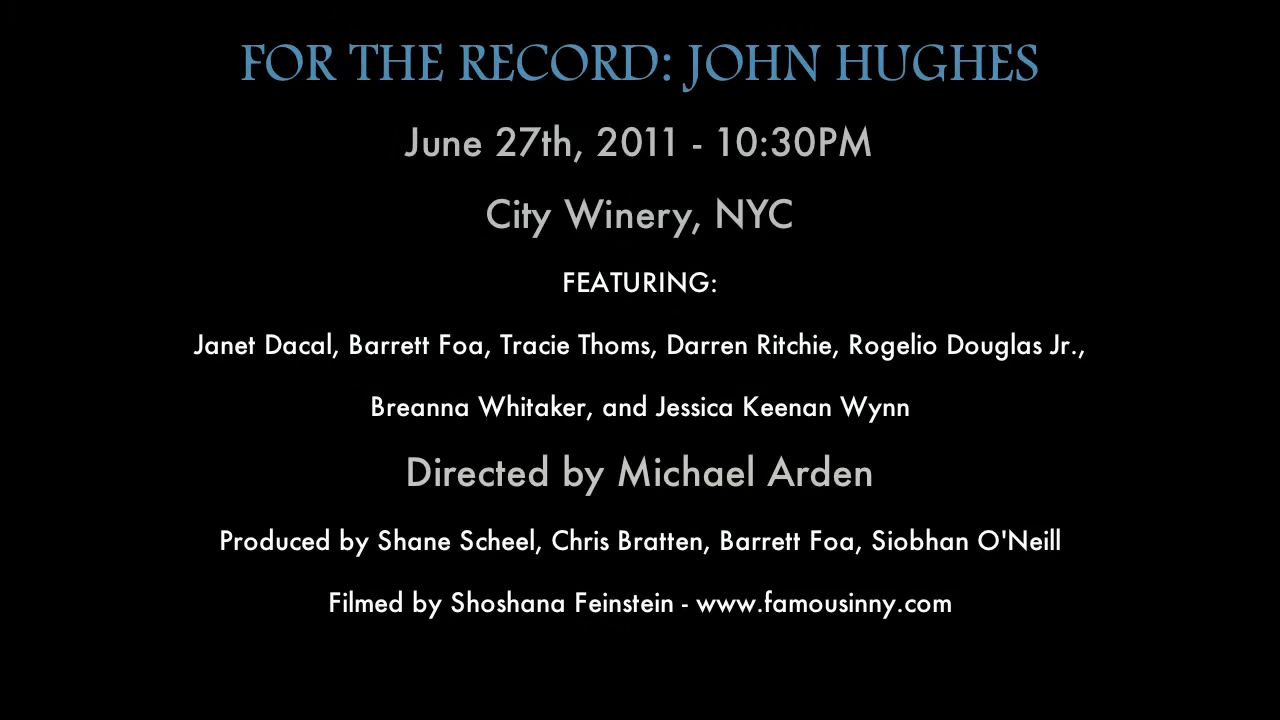 FOR THE RECORD: JOHN HUGHES
June 27th, 2011 - 10:30PM
City Winery, NYC
FEATURING:
Janet Dacal, Barrett Foa, Tracie Thoms, Darren Ritchie, Rogelio Douglas Jr.,
Breanna Whitaker, and Jessica Keenan Wynn
Directed by Michael Arden
Produced by Shane Scheel, Chris Bratten, Barrett Foa, Siobhan O'Neill
Filmed by Shoshana Feinstein - www.famousinny.com